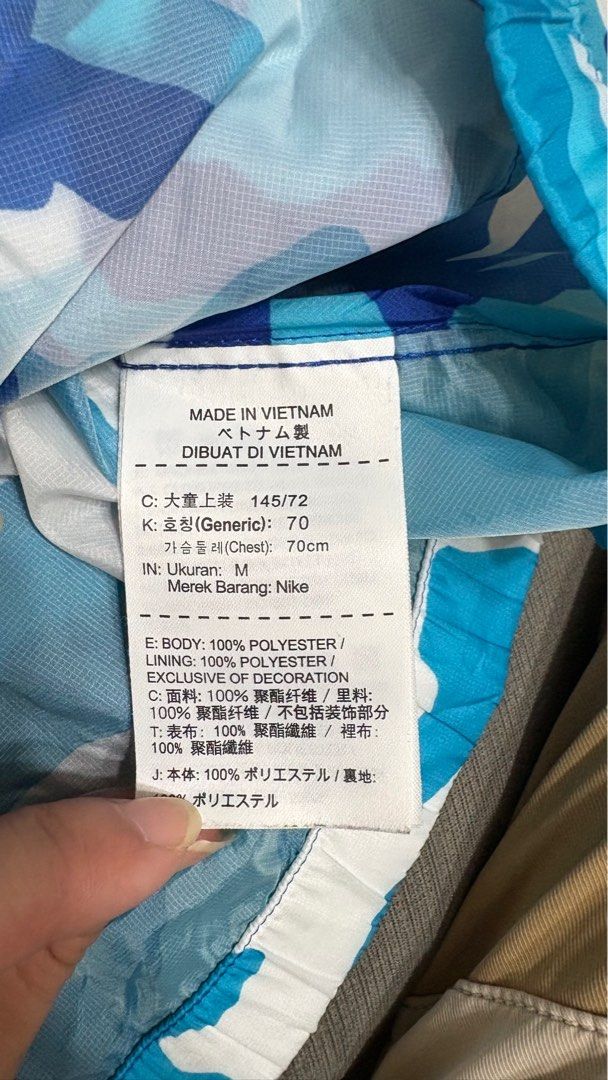 MADE IN VIETNAM
ベトナム製
DIBUAT DI VIETNAM
C: 大童上装 145/72
K: 호칭(Generic): 70
가슴둘레(Chest): 70cm
IN: Ukuran: M
Merek Barang: Nike
E: BODY: 100% POLYESTER /
LINING: 100% POLYESTER /
EXCLUSIVE OF DECORATION
C: 面料: 100% 聚酯纤维 / 里料:
100% 聚酯纤维 / 不包括装饰部分
T: 表布: 100% 聚酯纖維 / 裡布:
100% 聚酯纖維
J: 本体: 100% ポリエステル / 裏地:
ポリエステル